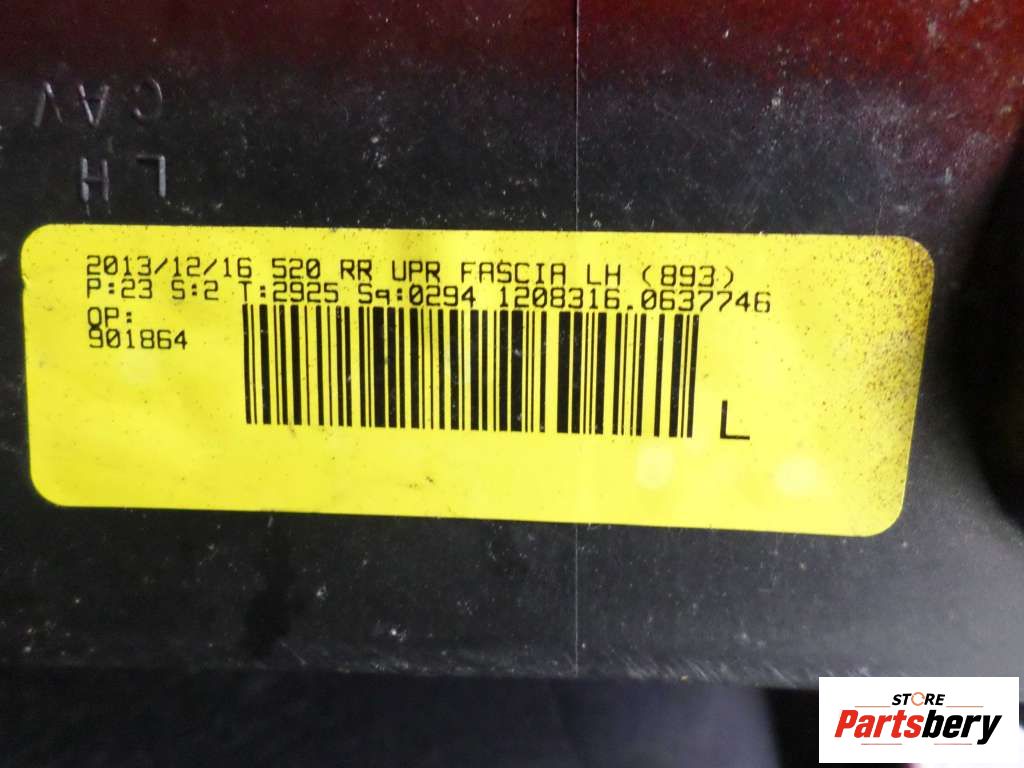 CAV
LH
2013/12/16 520 RR UPR FASCIA LH (893)
P:23 S:2 T:2925 Sq:0294 1208316.0637746
OP:
901864
L
STORE
Partsbery